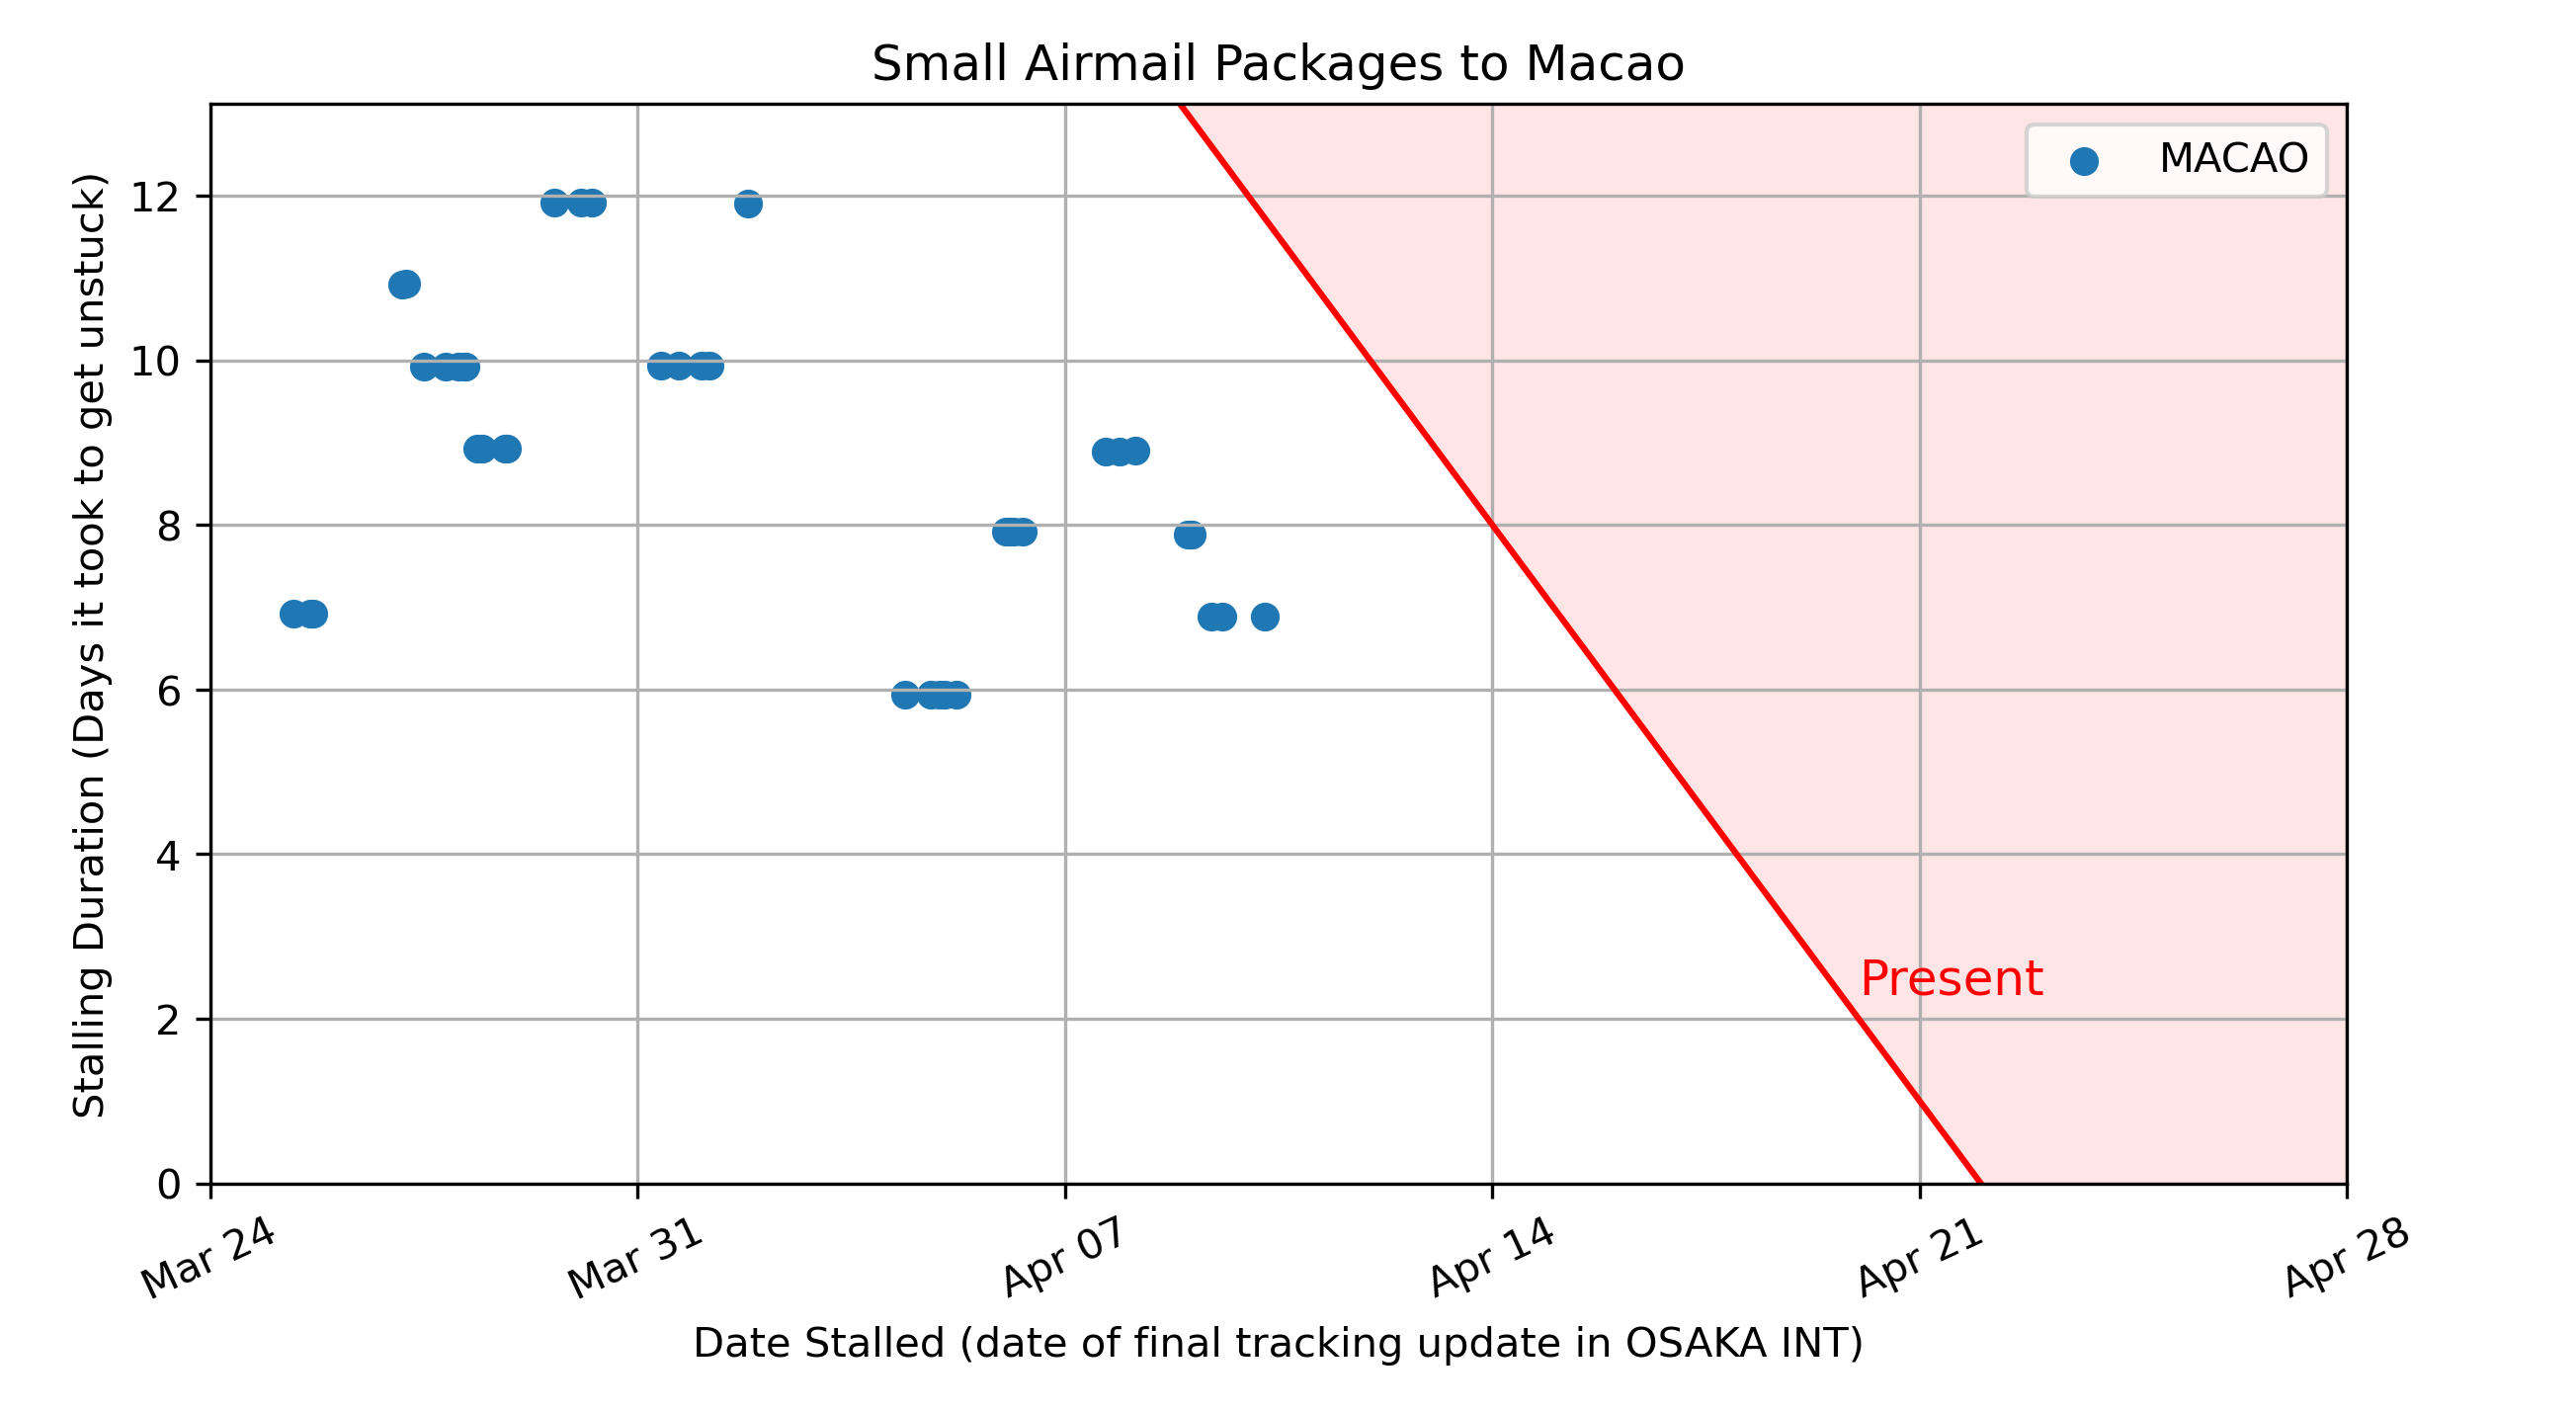 Small Airmail Packages to Macao
MACAO
Stalling Duration (Days it took to get unstuck)
12
10
8
6
4
2
0
Present
Mar 24
Mar 31
Apr 07
Apr 14
Apr 21
Apr 28
Date Stalled (date of final tracking update in OSAKA INT)